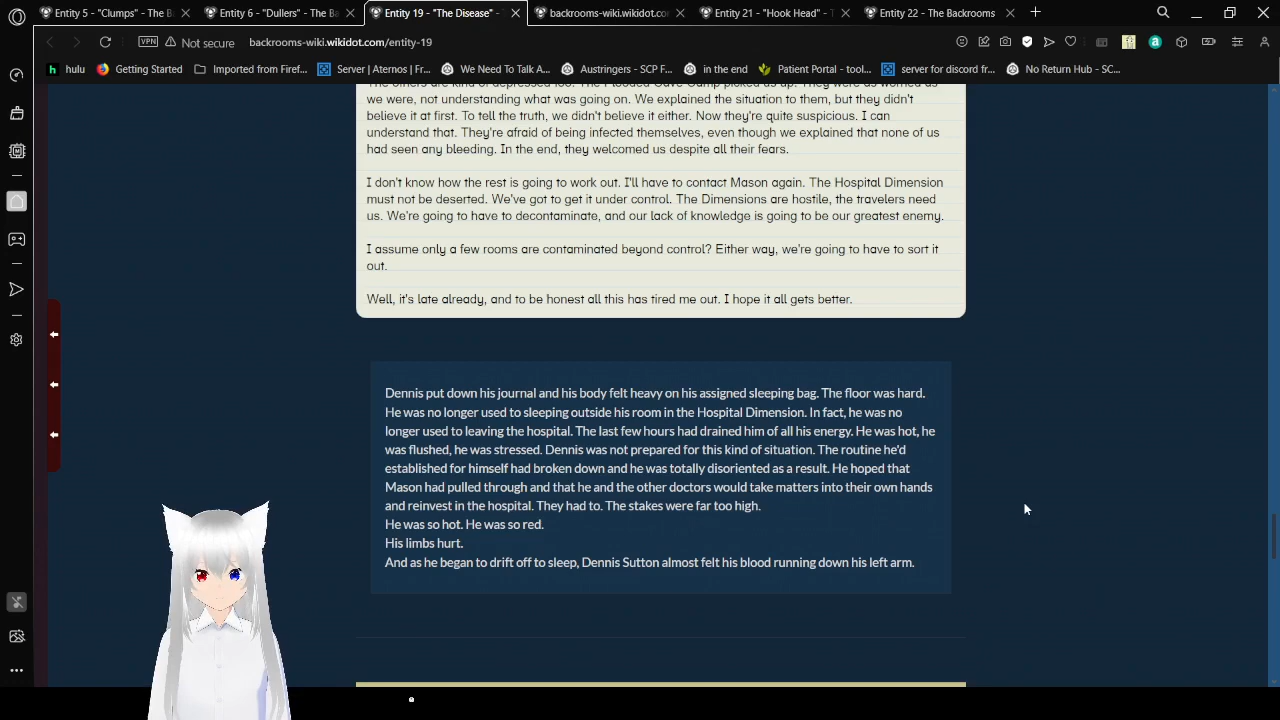 Entity 5 - "Clumps" - The B
Entity 6 - "Dullers" - The Ba
Entity 19 - "The Disease" -
backrooms-wiki.wikidot.co
Entity 21 - "Hook Head" - T
Entity 22 - The Backrooms
VPN
Not secure
backrooms-wiki.wikidot.com/entity-19
hulu
Getting Started
Imported from Firef...
Server | Aternos | Fr...
We Need To Talk A...
Austringers - SCP F...
in the end
Patient Portal - tool...
server for discord fr...
No Return Hub - SC...
The others are kind of depressed too. The Flooded Cave Camp picked us up. They were as worried as
we were, not understanding what was going on. We explained the situation to them, but they didn't
believe it at first. To tell the truth, we didn't believe it either. Now they're quite suspicious. I can
understand that. They're afraid of being infected themselves, even though we explained that none of us
had seen any bleeding. In the end, they welcomed us despite all their fears.
I don't know how the rest is going to work out. I'll have to contact Mason again. The Hospital Dimension
must not be deserted. We've got to get it under control. The Dimensions are hostile, the travelers need
us. We're going to have to decontaminate, and our lack of knowledge is going to be our greatest enemy.
I assume only a few rooms are contaminated beyond control? Either way, we're going to have to sort it
out.
Well, it's late already, and to be honest all this has tired me out. I hope it all gets better.
Dennis put down his journal and his body felt heavy on his assigned sleeping bag. The floor was hard.
He was no longer used to sleeping outside his room in the Hospital Dimension. In fact, he was no
longer used to leaving the hospital. The last few hours had drained him of all his energy. He was hot, he
was flushed, he was stressed. Dennis was not prepared for this kind of situation. The routine he'd
established for himself had broken down and he was totally disoriented as a result. He hoped that
Mason had pulled through and that he and the other doctors would take matters into their own hands
and reinvest in the hospital. They had to. The stakes were far too high.
He was so hot. He was so red.
His limbs hurt.
And as he began to drift off to sleep, Dennis Sutton almost felt his blood running down his left arm.